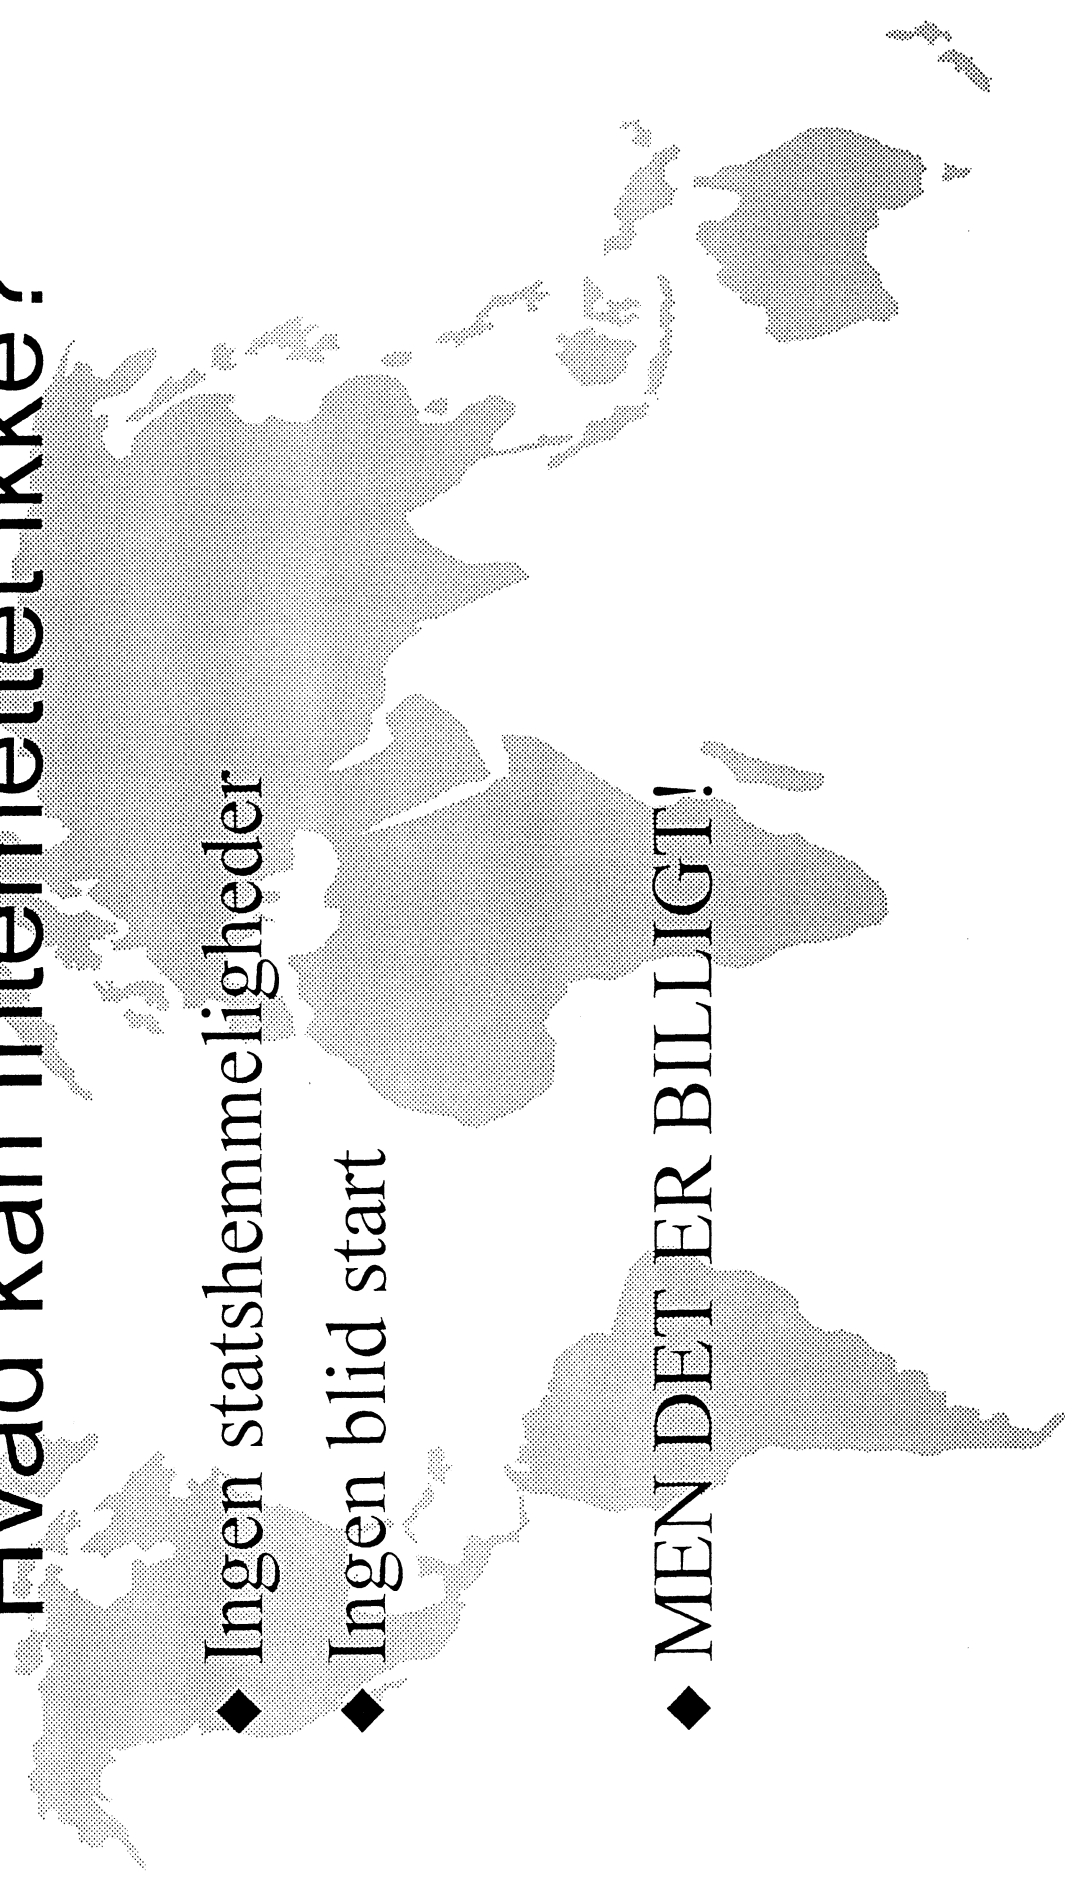 Hvad kan Internettet ikke?
◆ Ingen statshemmeligheder
◆ Ingen blid start
◆ MEN DET ER BILLIGT!